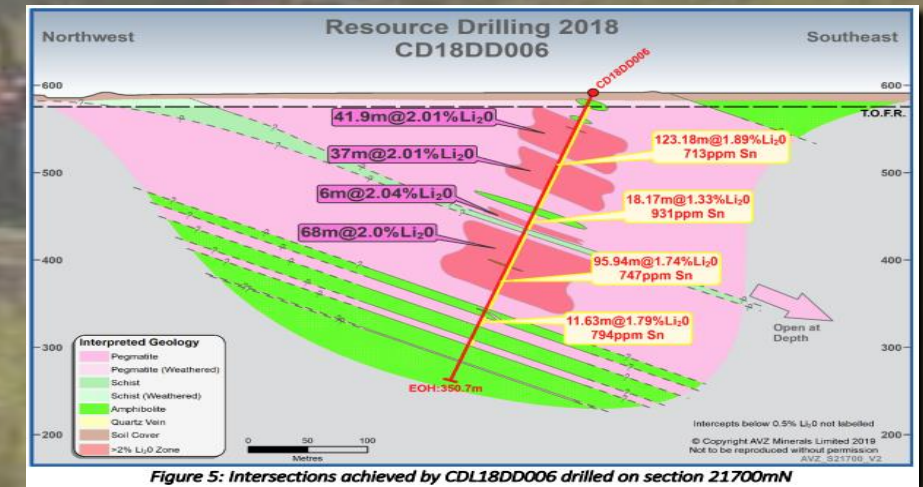 Resource Drilling 2018
CD18DD006
Northwest
Southeast
CD18DD006
600
600
T.O.F.R.
41.9m@2.01%Li₂0
123.18m@1.89%Li₂0
713ppm Sn
37m@2.01%Li₂0
500
500
6m@2.04%Li₂0
18.17m@1.33%Li₂0
931ppm Sn
68m@2.0%Li₂0
400
400
95.94m@1.74%Li₂0
747ppm Sn
11.63m@1.79%Li₂0
794ppm Sn
Open at
Depth
300
300
EOH:350.7m
Interpreted Geology
Pegmatite
Pegmatite (Weathered)
Schist
Schist (Weathered)
Amphibolite
Quartz Vein
Soil Cover
>2% Li₂0 Zone
200
200
0 50 100
Metres
Intercepts below 0.5% Li₂0 not labelled
© Copyright AVZ Minerals Limited 2019
Not to be reproduced without permission
AVZ_S21700_V2
Figure 5: Intersections achieved by CDL18DD006 drilled on section 21700mN